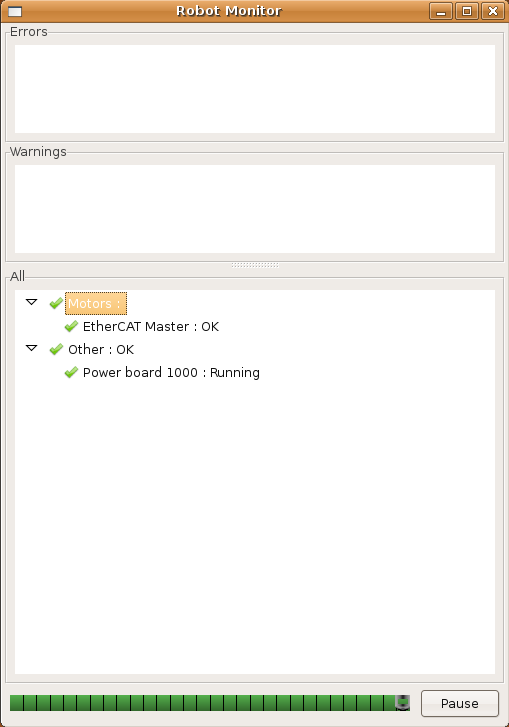 Robot Monitor
Errors
Warnings
All
Motors :
EtherCAT Master : OK
Other : OK
Power board 1000 : Running
Pause